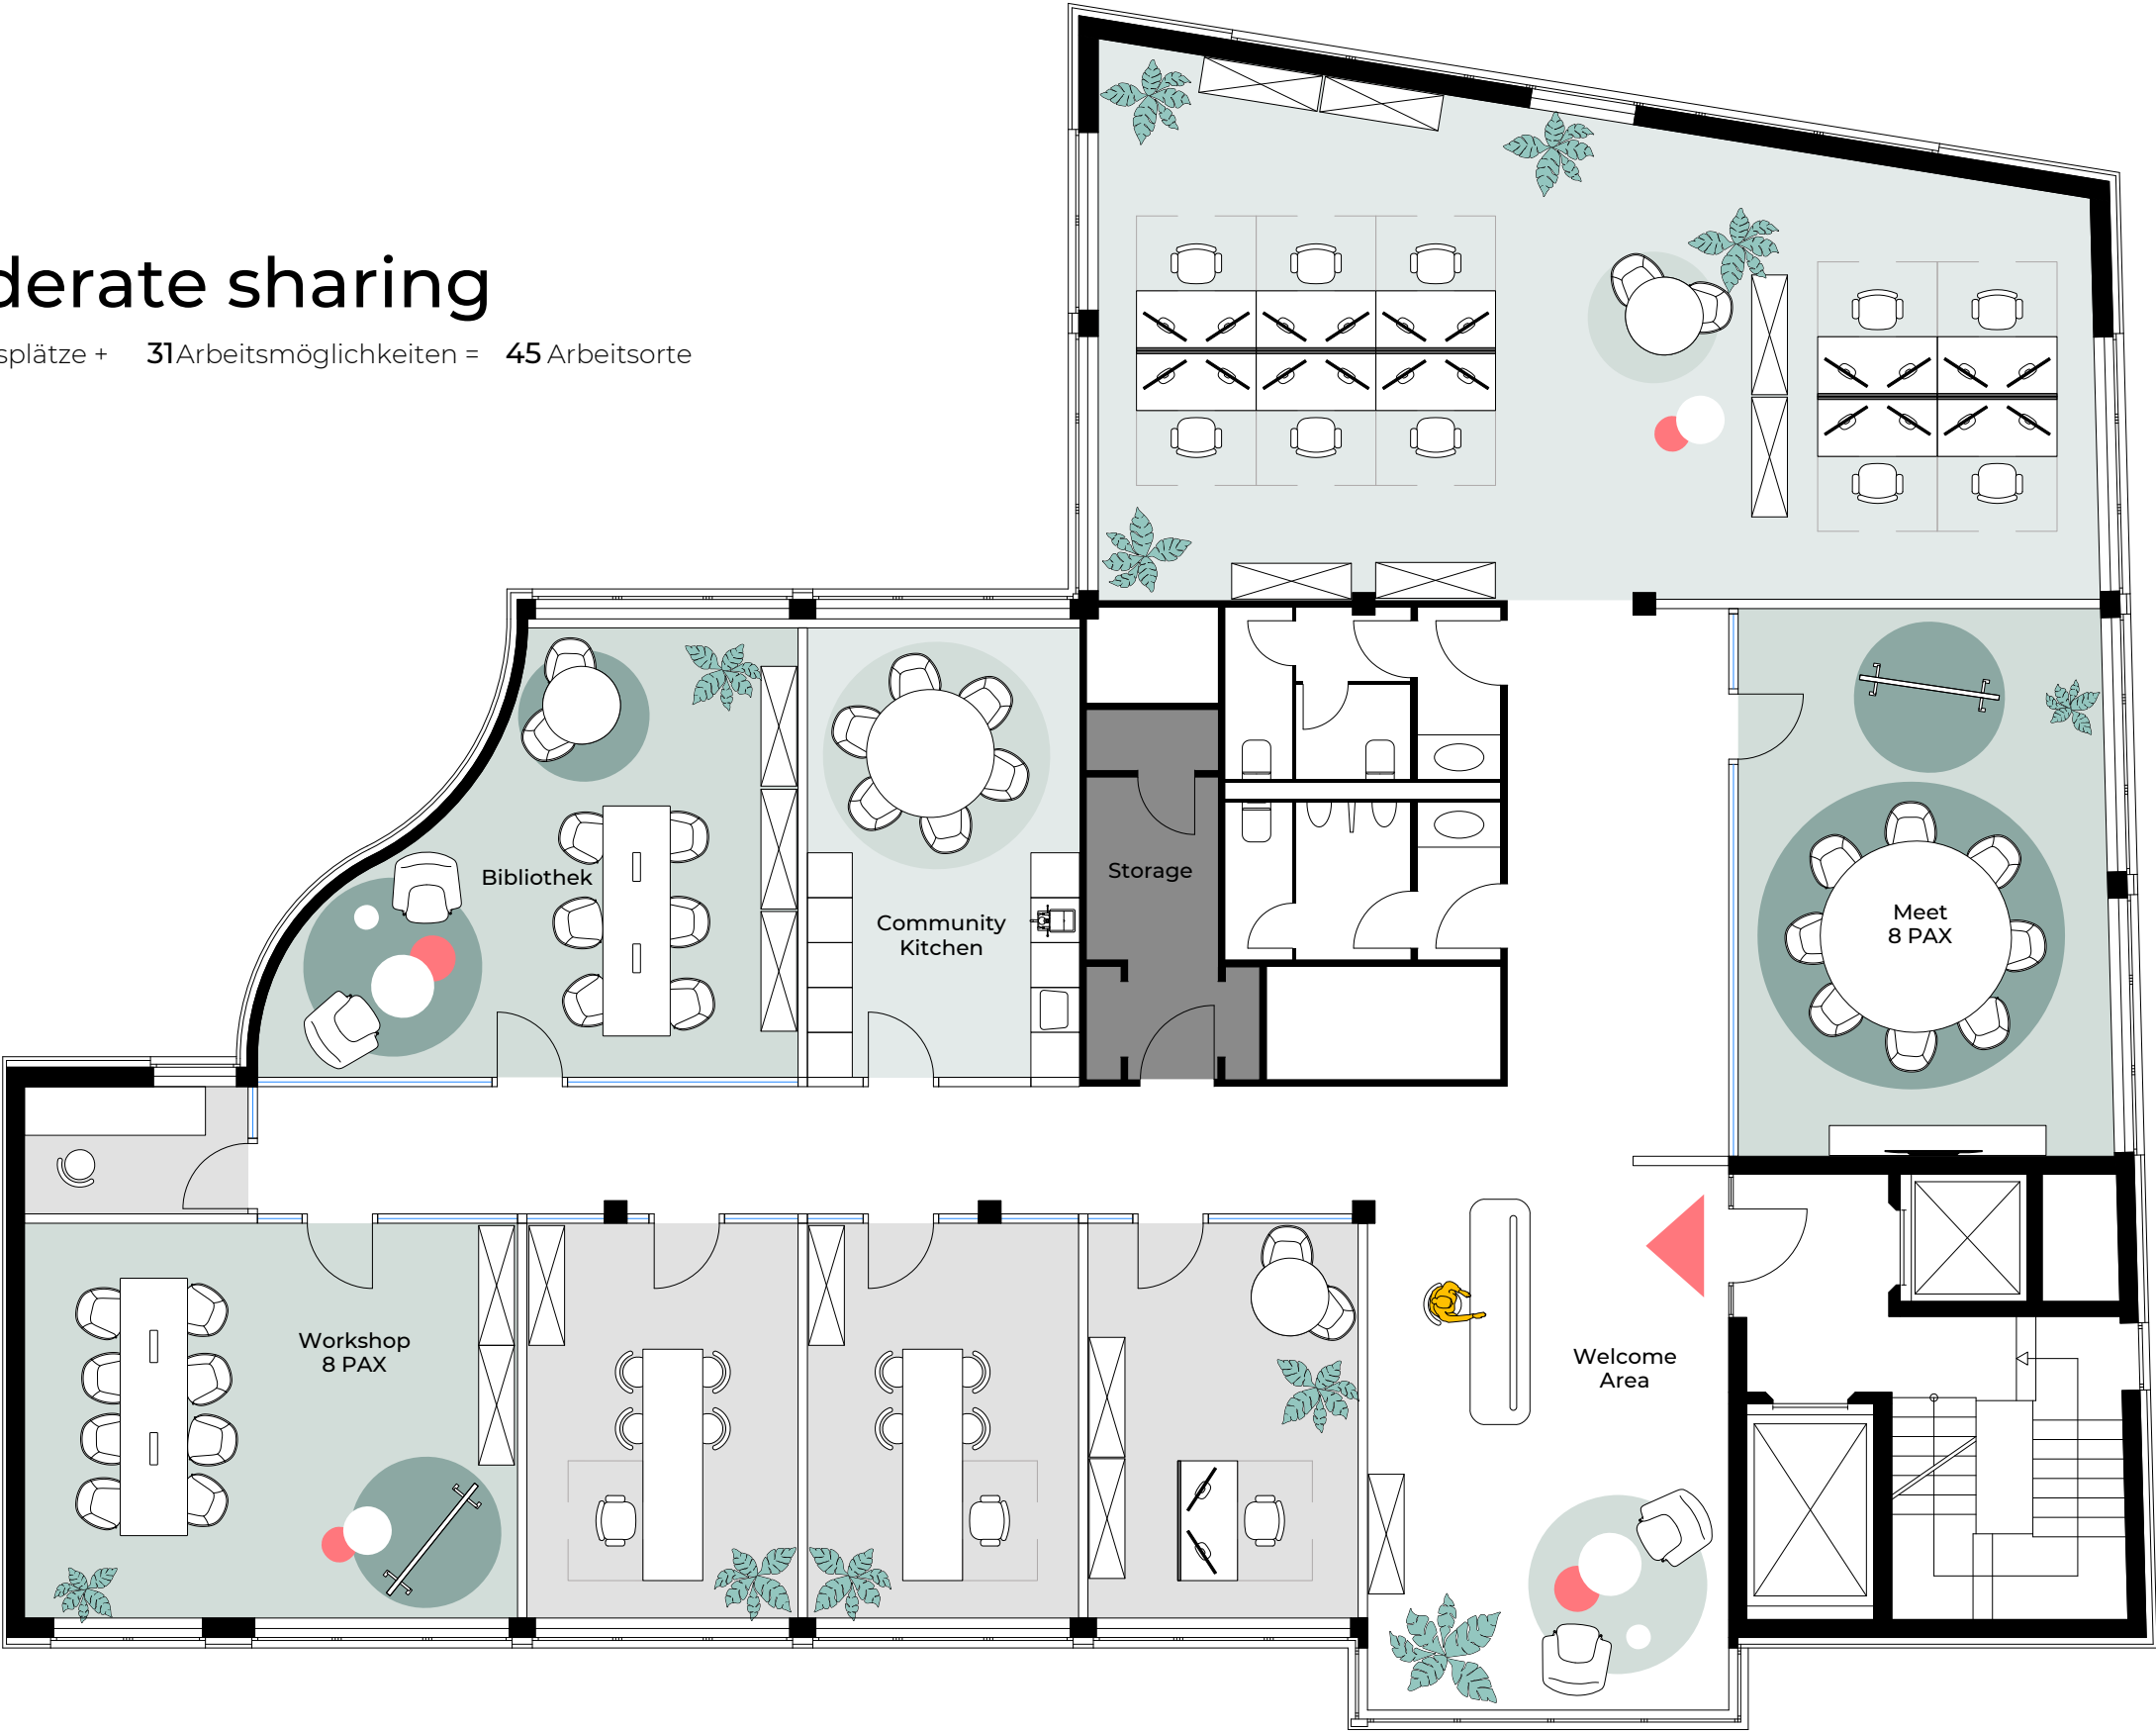 derate sharing
splätze + 31 Arbeitsmöglichkeiten = 45 Arbeitsorte
Bibliothek
Community
Kitchen
Storage
Meet
8 PAX
Workshop
8 PAX
Welcome
Area